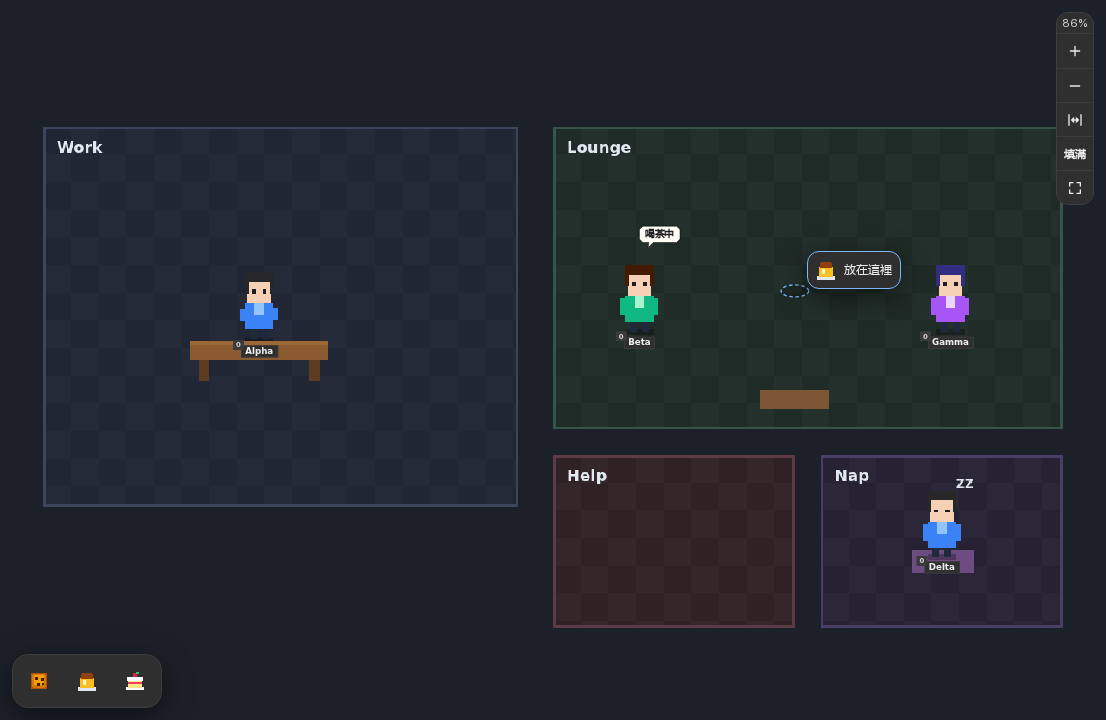 86%
填滿
Work
0 Alpha
Lounge
喝茶中
放在這裡
0 Beta
0 Gamma
Help
Nap
ZZ
0 Delta